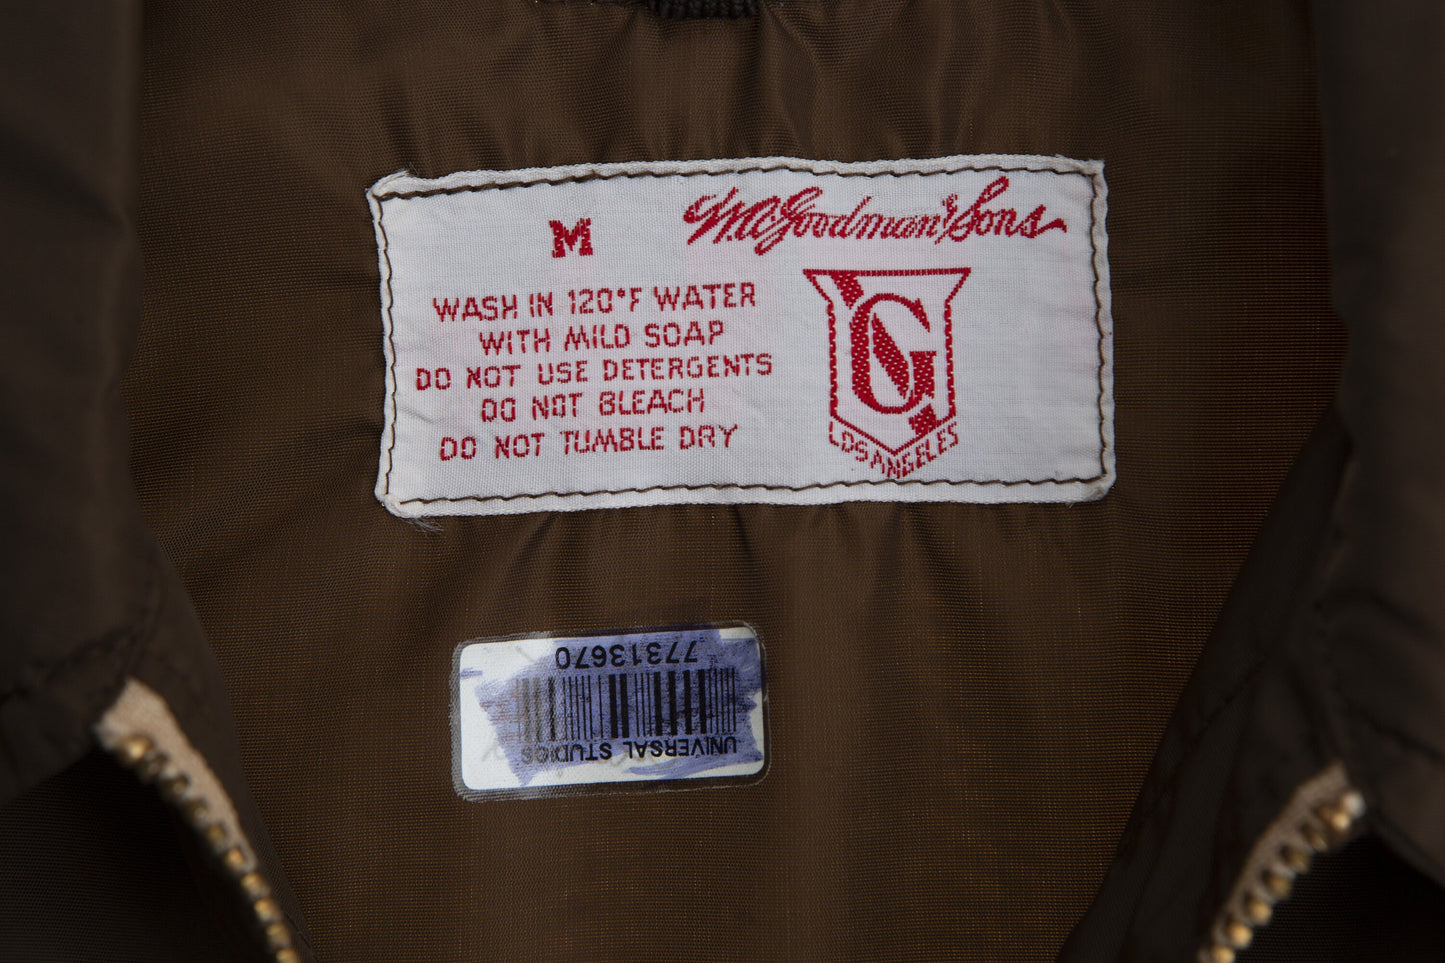 M
W.A. Goodman & Sons
WASH IN 120°F WATER
WITH MILD SOAP
DO NOT USE DETERGENTS
DO NOT BLEACH
DO NOT TUMBLE DRY
G
LOS ANGELES
77313670
UNIVERSAL STUDIOS